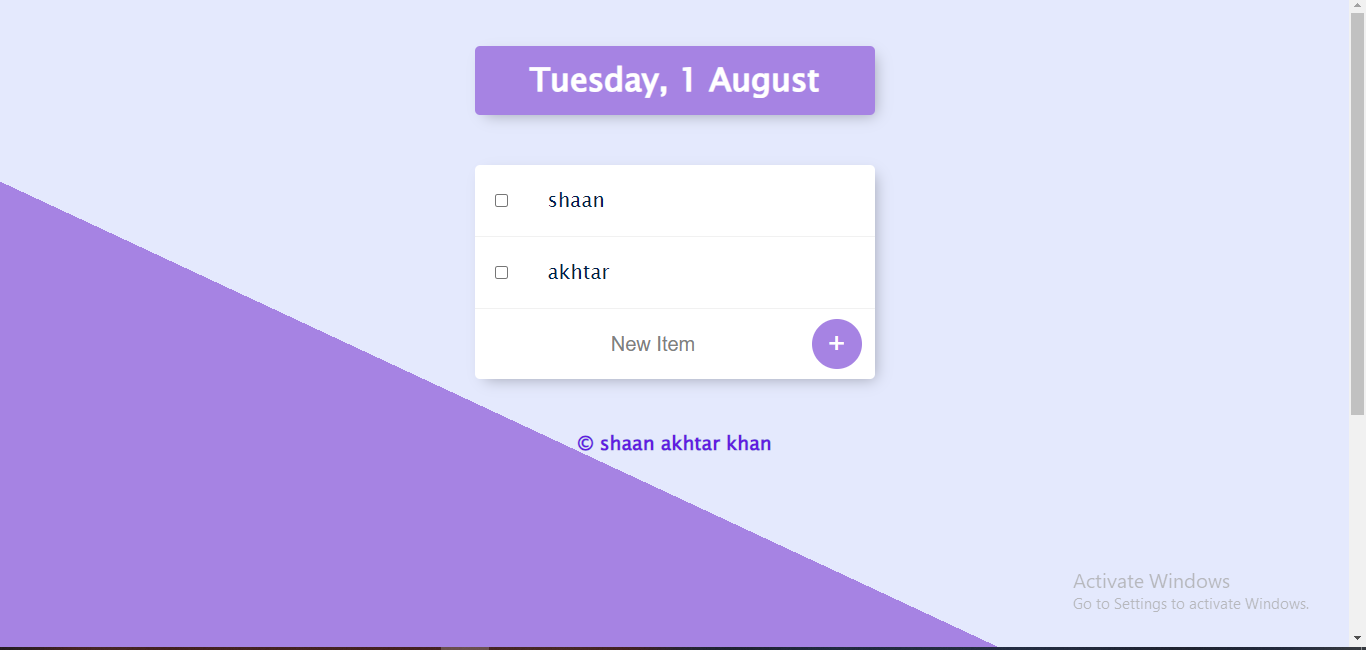 Tuesday, 1 August
shaan
akhtar
New Item +
© shaan akhtar khan
Activate Windows
Go to Settings to activate Windows.